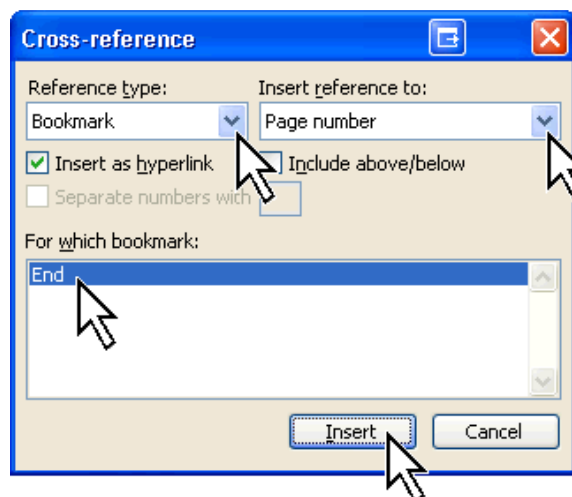 Cross-reference
Reference type: Insert reference to:
Bookmark Page number
Insert as hyperlink Include above/below
Separate numbers with
For which bookmark:
End
Insert Cancel